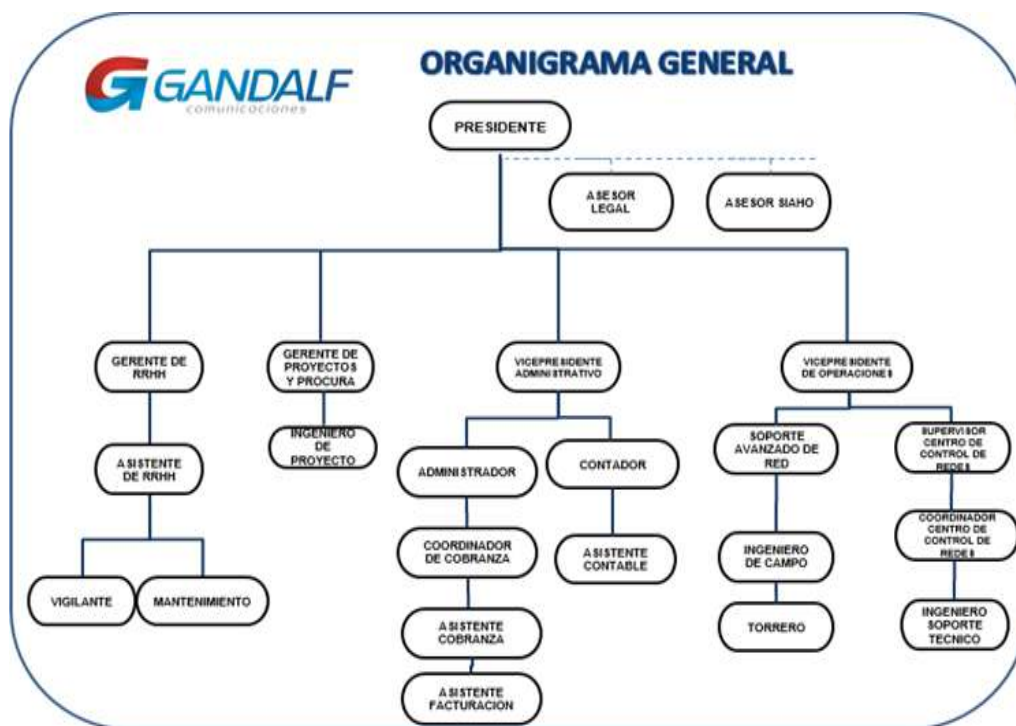 GANDALF
comunicaciones
ORGANIGRAMA GENERAL
PRESIDENTE
ASESOR
LEGAL
ASESOR SIAHO
GERENTE DE
RRHH
GERENTE DE
PROYECTOS
Y PROCURA
VICEPRESIDENTE
ADMINISTRATIVO
VICEPRESIDENTE
DE OPERACIONES
ASISTENTE
DE RRHH
INGENIERO
DE
PROYECTO
ADMINISTRADOR
CONTADOR
SOPORTE
AVANZADO DE
RED
SUPERVISOR
CENTRO DE
CONTROL DE
REDES
COORDINADOR
DE COBRANZA
ASISTENTE
CONTABLE
INGENIERO
DE CAMPO
COORDINADOR
CENTRO DE
CONTROL DE
REDES
VIGILANTE
MANTENIMIENTO
ASISTENTE
COBRANZA
TORRERO
INGENIERO
SOPORTE
TECNICO
ASISTENTE
FACTURACION